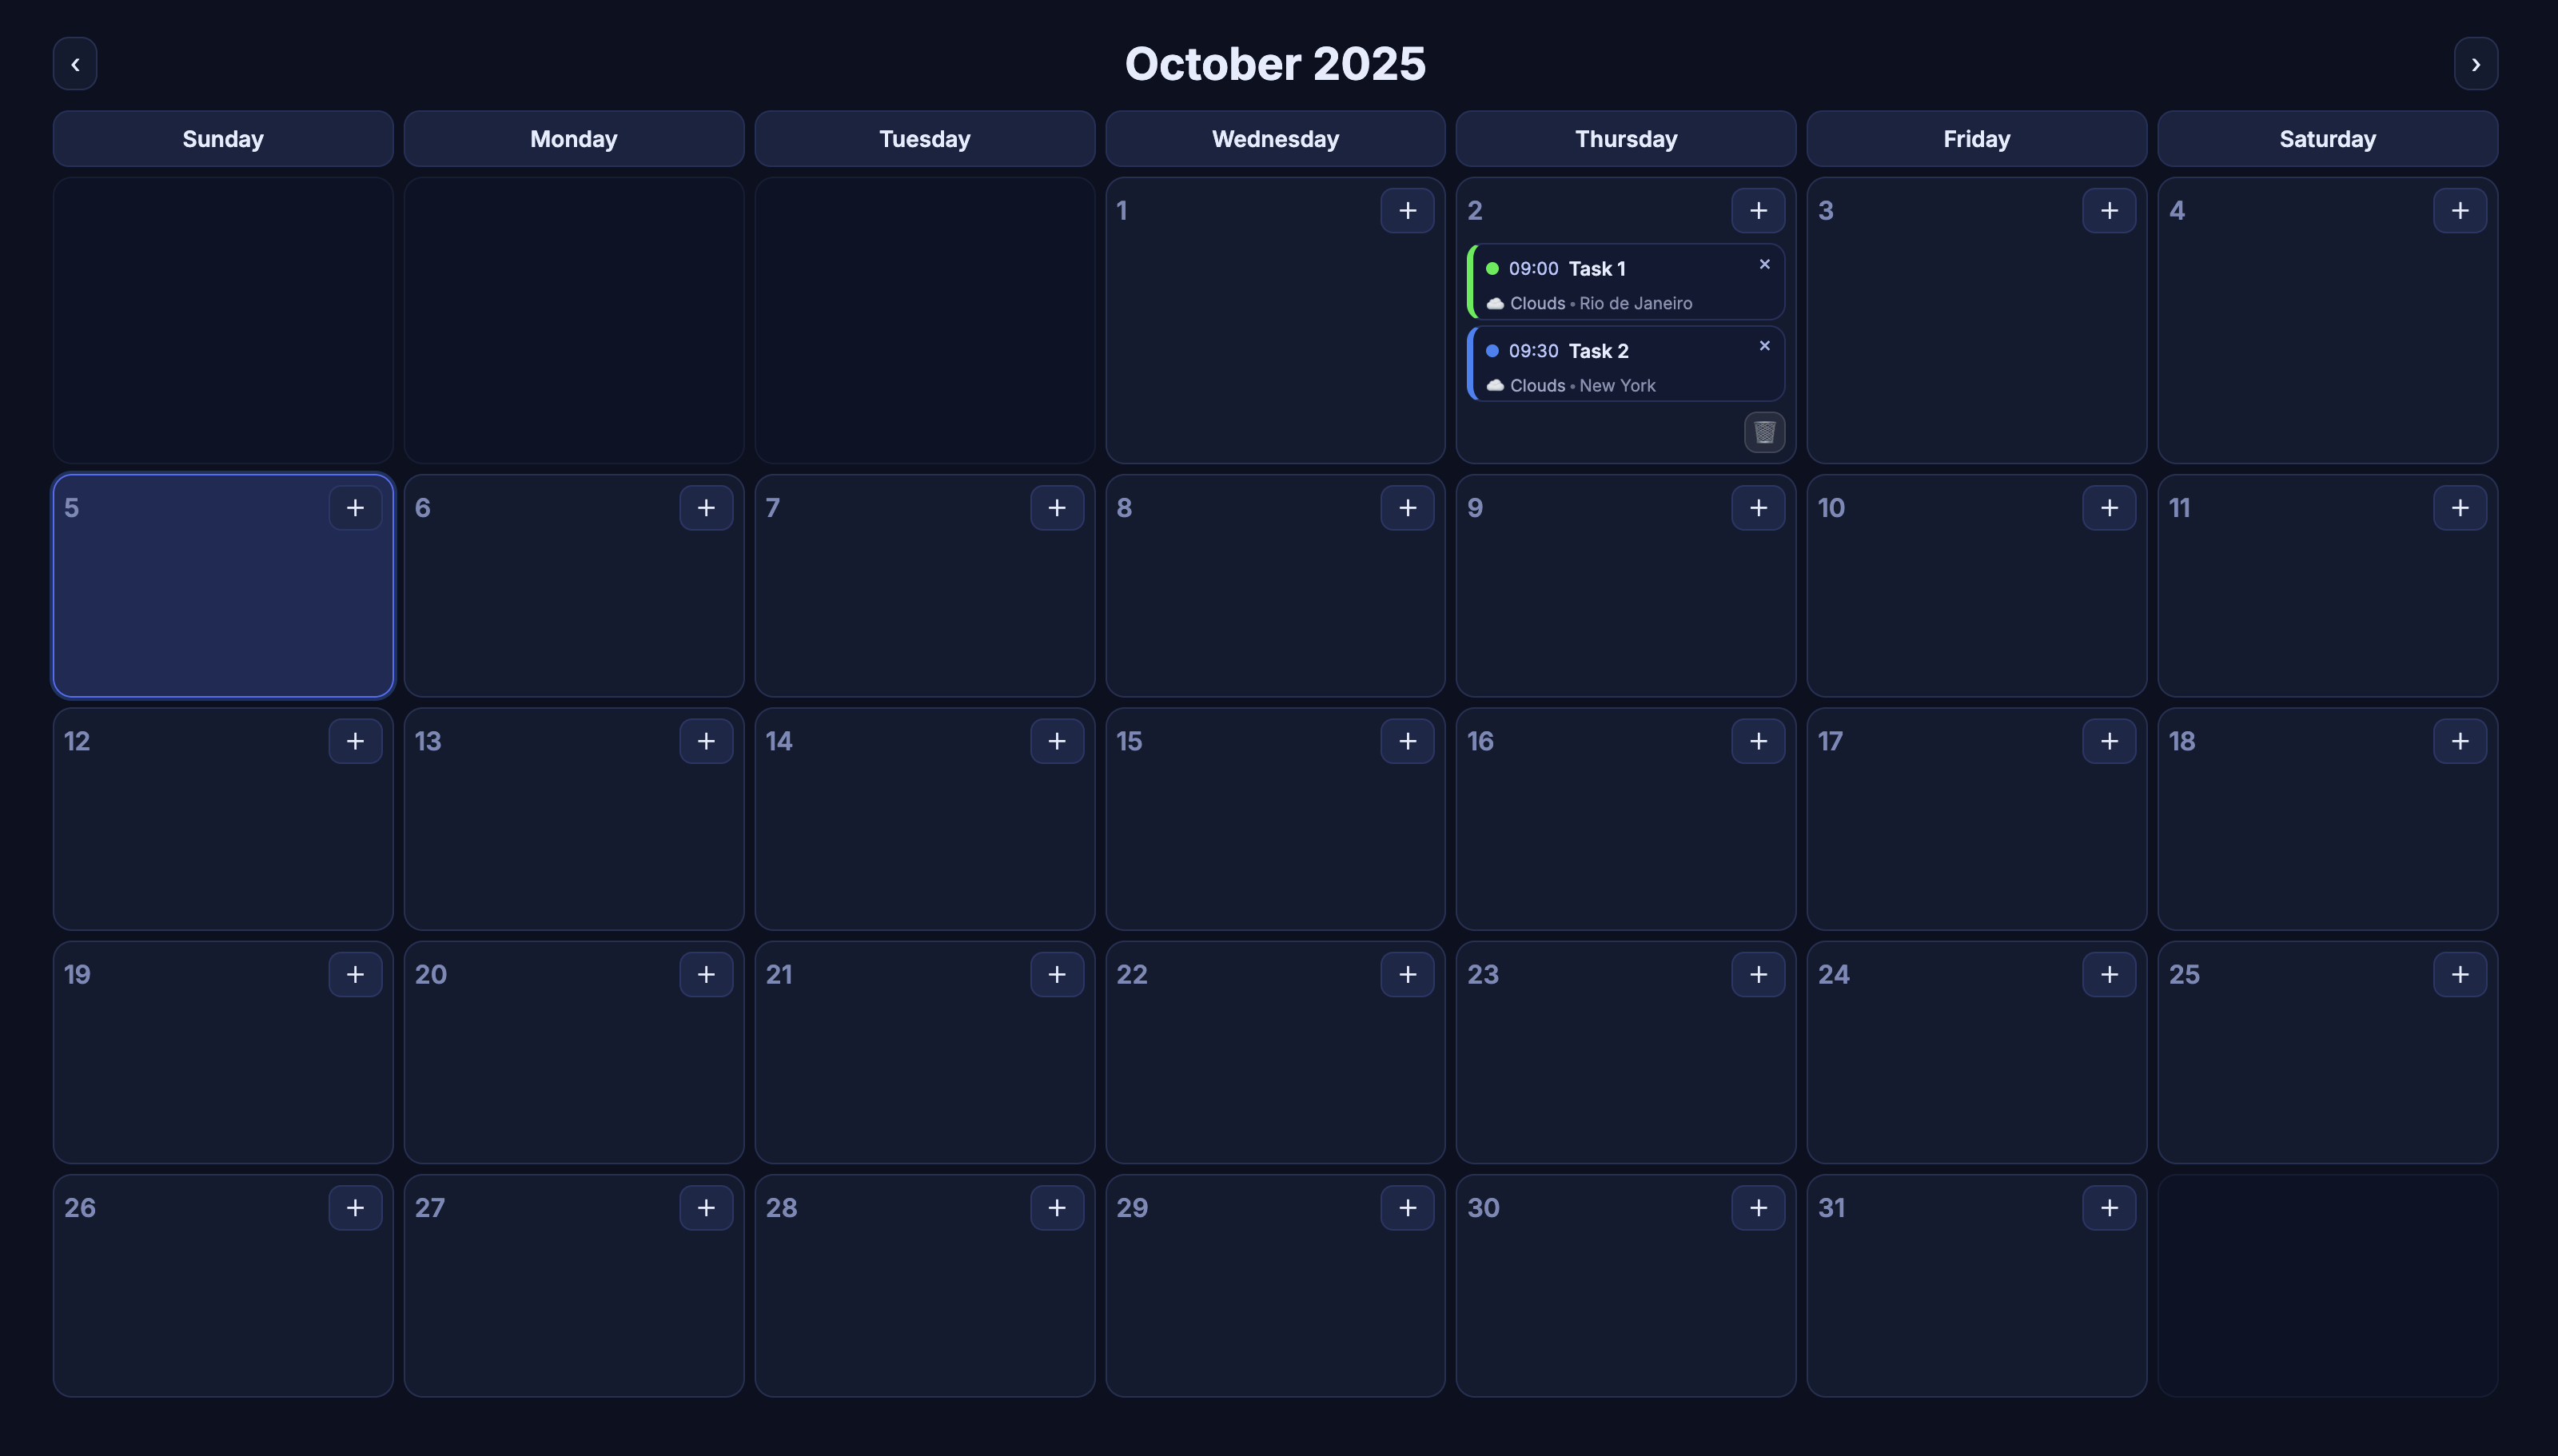 ‹ October 2025 ›
Sunday Monday Tuesday Wednesday Thursday Friday Saturday
1 + 2 + 3 + 4 +
09:00 Task 1 ×
Clouds • Rio de Janeiro
09:30 Task 2 ×
Clouds • New York
5 + 6 + 7 + 8 + 9 + 10 + 11 +
12 + 13 + 14 + 15 + 16 + 17 + 18 +
19 + 20 + 21 + 22 + 23 + 24 + 25 +
26 + 27 + 28 + 29 + 30 + 31 +